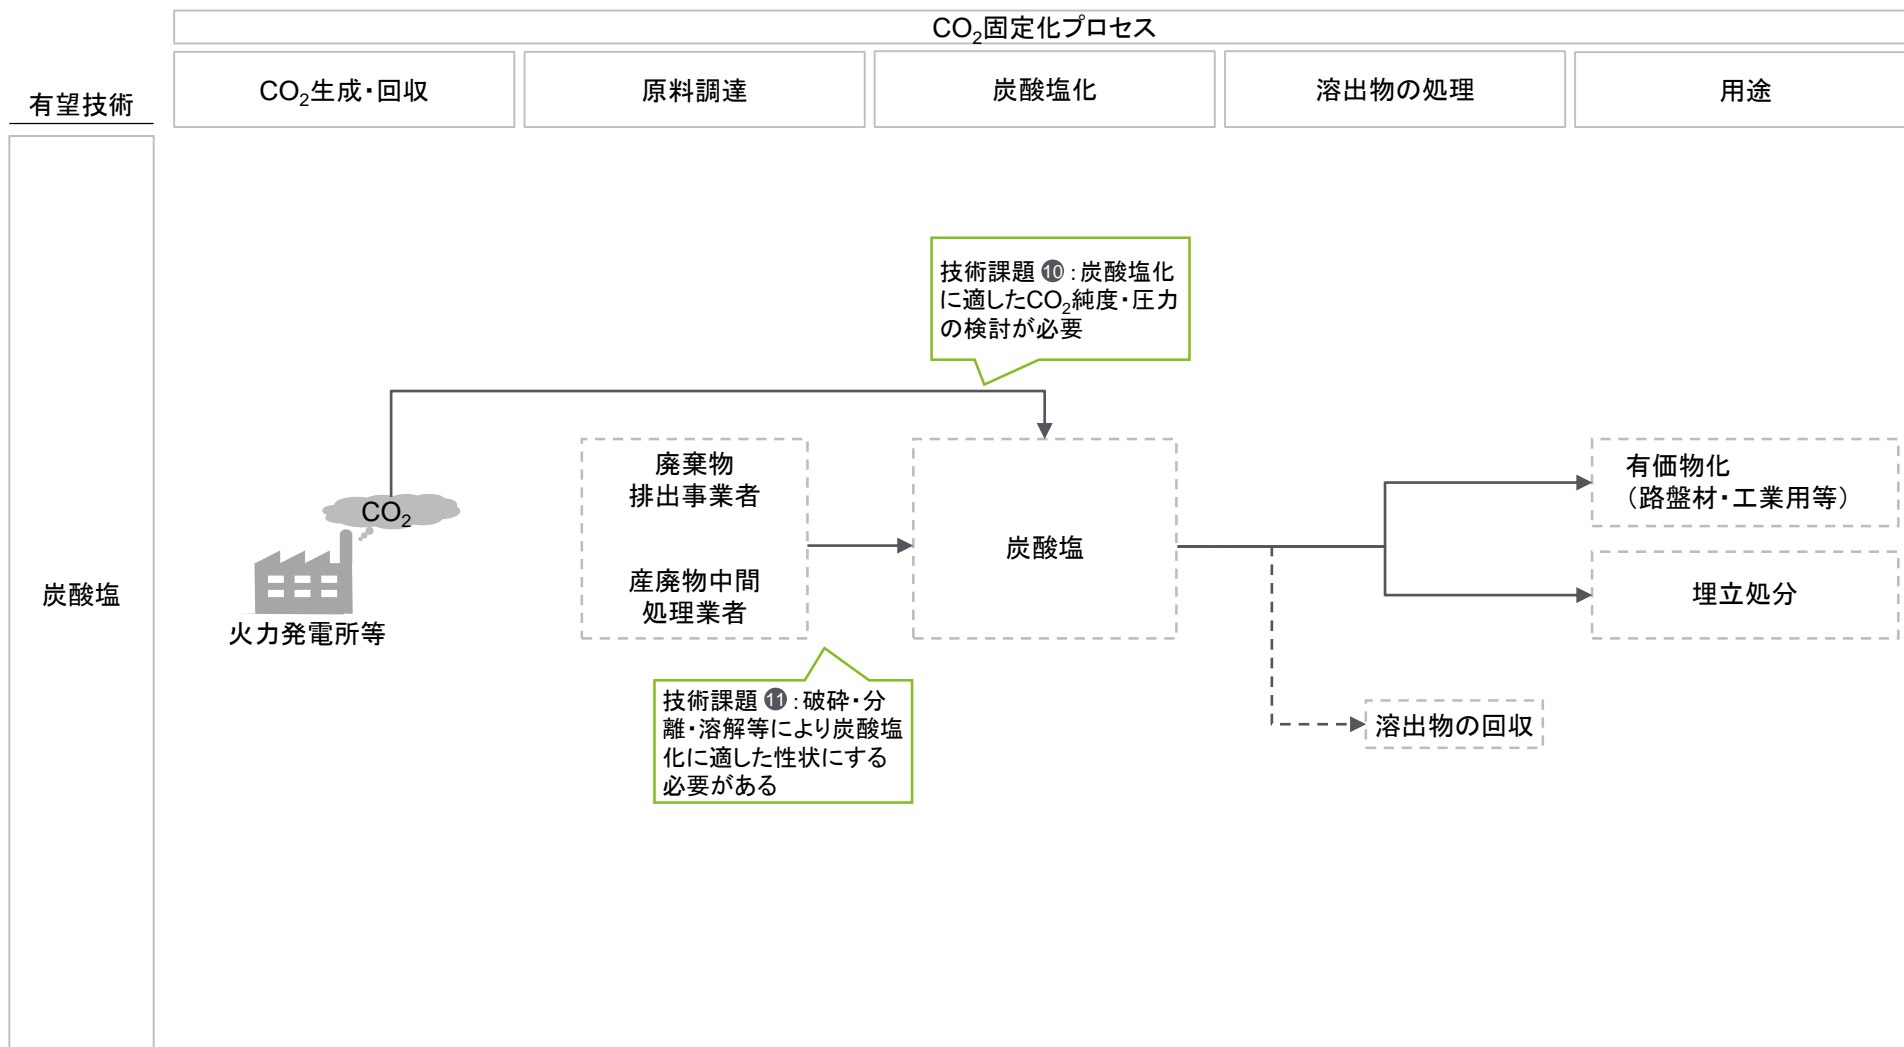 CO₂固定化プロセス
有望技術
CO₂生成・回収
原料調達
炭酸塩化
溶出物の処理
用途
炭酸塩
技術課題 ❿：炭酸塩化
に適したCO₂純度・圧力
の検討が必要
CO₂
火力発電所等
廃棄物
排出事業者
産廃物中間
処理業者
炭酸塩
有価物化
（路盤材・工業用等）
埋立処分
技術課題 ⓫：破砕・分
離・溶解等により炭酸塩
化に適した性状にする
必要がある
溶出物の回収